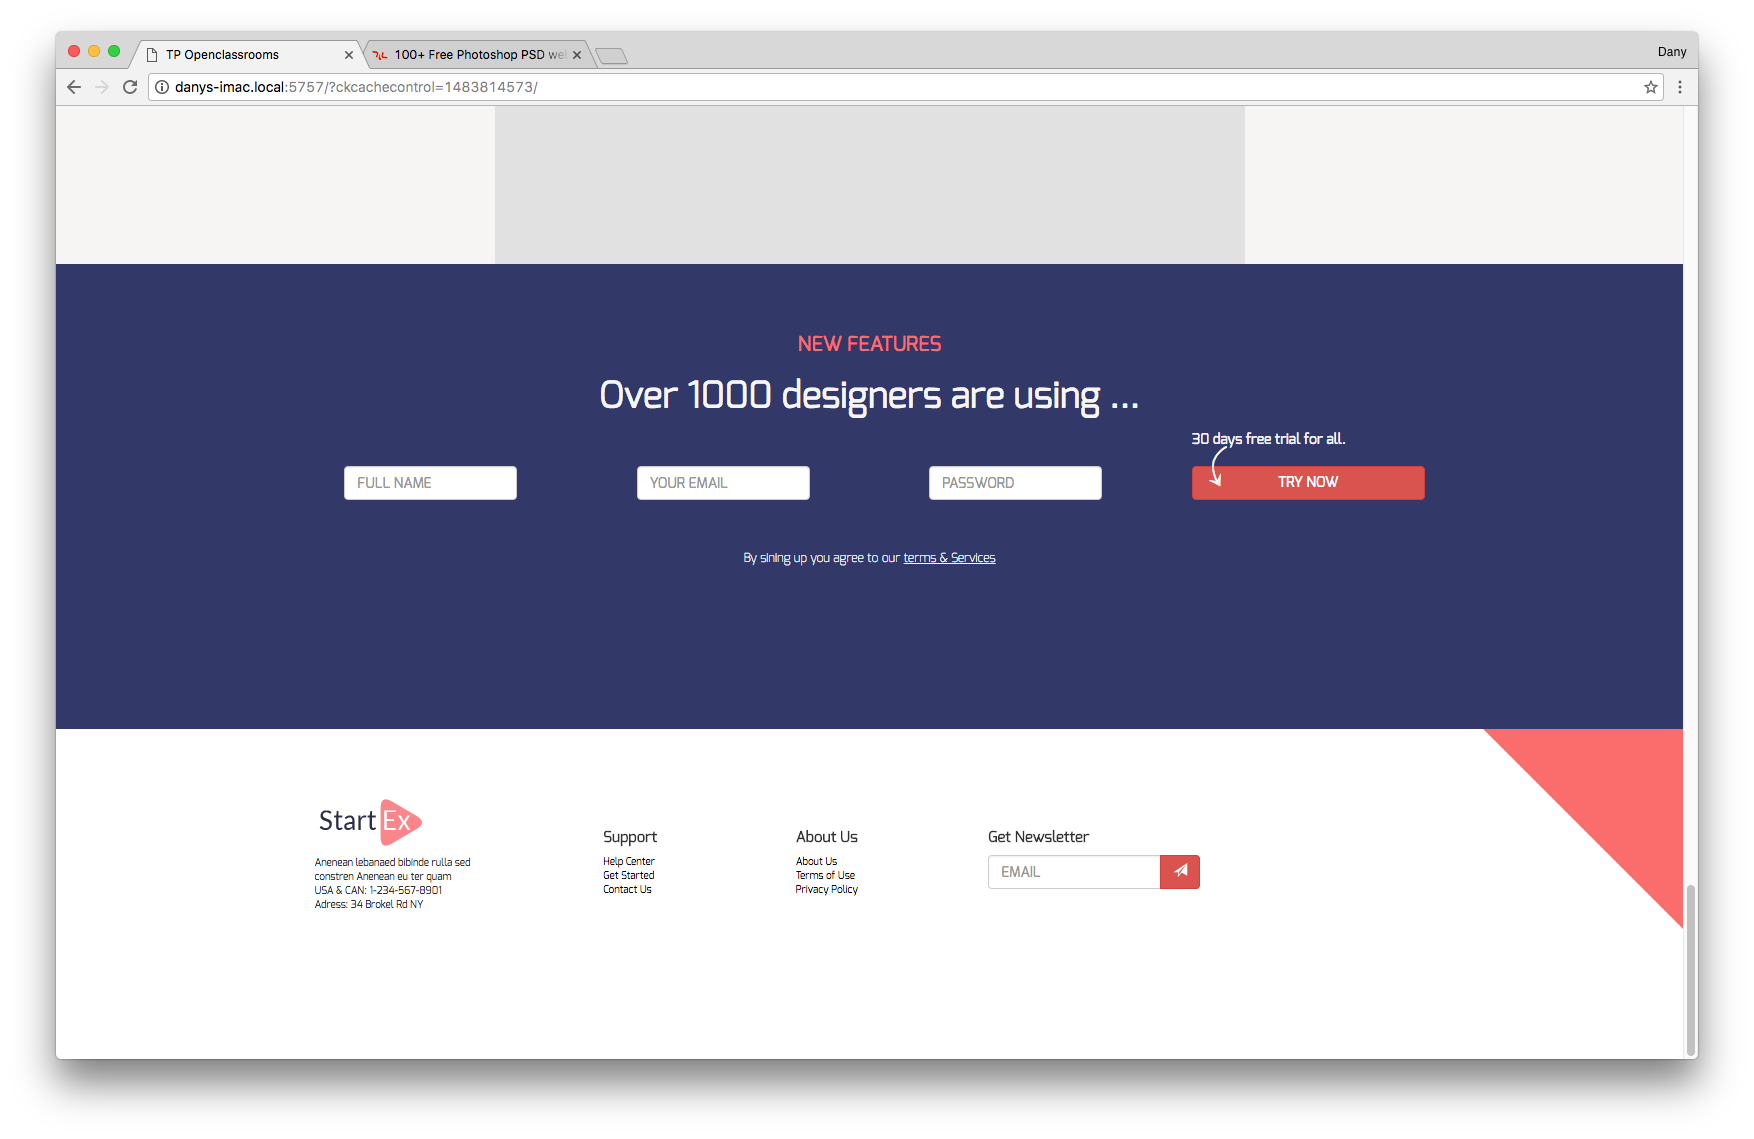 TP Openclassrooms
100+ Free Photoshop PSD we
Dany
danys-imac.local:5757/?ckcachecontrol=1483814573/
NEW FEATURES
Over 1000 designers are using ...
30 days free trial for all.
FULL NAME
YOUR EMAIL
PASSWORD
TRY NOW
By sining up you agree to our terms & Services
Start Ex
Anenean lebanaed bibinde rulla sed
constren Anenean eu ter quam
USA & CAN: 1-234-567-8901
Adress: 34 Brokel Rd NY
Support
Help Center
Get Started
Contact Us
About Us
About Us
Terms of Use
Privacy Policy
Get Newsletter
EMAIL